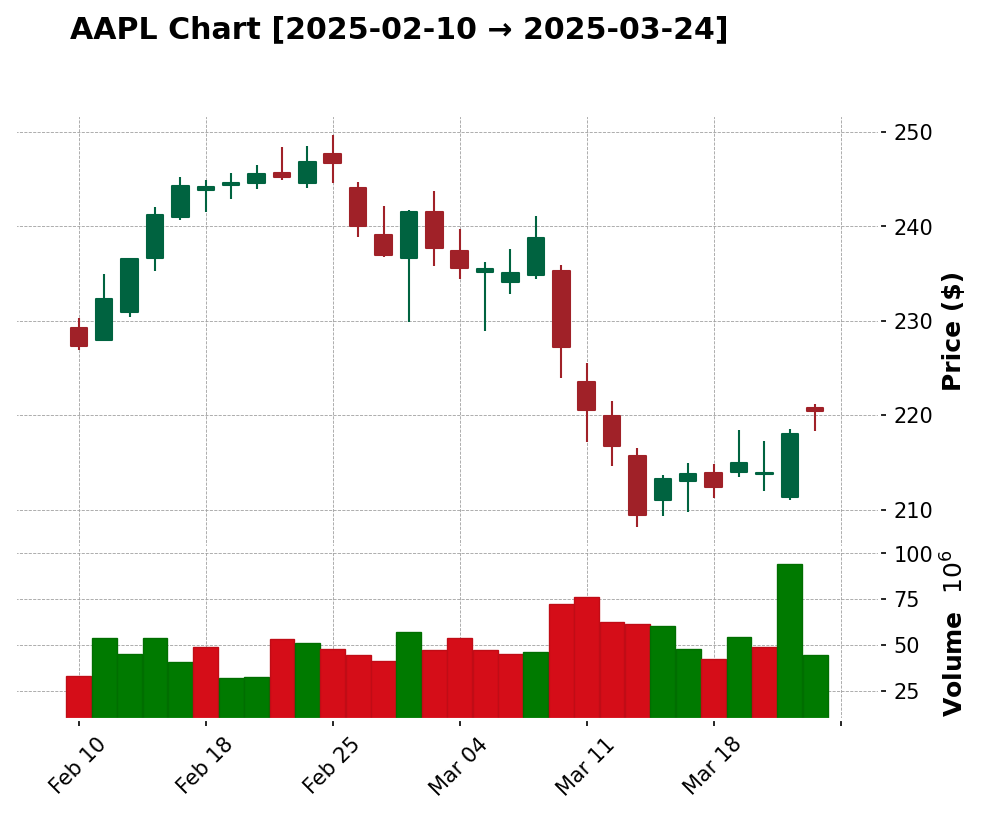 AAPL Chart [2025-02-10 → 2025-03-24]
250
240
230
220
210
Price ($)
100
75
50
25
Volume 10⁶
Feb 10
Feb 18
Feb 25
Mar 04
Mar 11
Mar 18